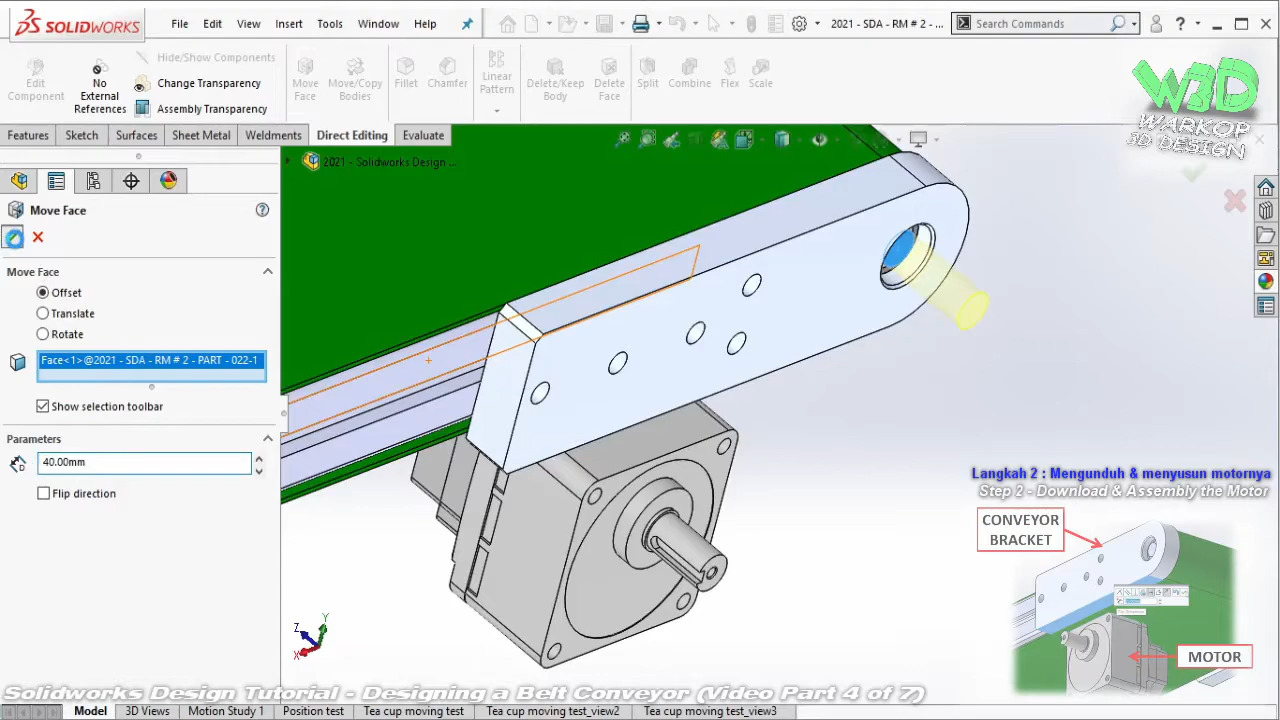 SOLIDWORKS
File
Edit
View
Insert
Tools
Window
Help
2021 - SDA - RM # 2 - ...
Search Commands
Edit
Component
No
External
References
Hide/Show Components
Change Transparency
Assembly Transparency
Move
Face
Move/Copy
Bodies
Fillet
Chamfer
Linear
Pattern
Delete/Keep
Body
Delete
Face
Split
Combine
Flex
Scale
W3D
WARKOP
3D DESIGN
Features
Sketch
Surfaces
Sheet Metal
Weldments
Direct Editing
Evaluate
2021 - Solidworks Design ...
Move Face
Move Face
Offset
Translate
Rotate
Face<1>@2021 - SDA - RM # 2 - PART - 022-1
Show selection toolbar
Parameters
40.00mm
Flip direction
Langkah 2 : Mengunduh & menyusun motornya
Step 2 - Download & Assembly the Motor
CONVEYOR
BRACKET
MOTOR
Z
Y
X
Solidworks Design Tutorial - Designing a Belt Conveyor (Video Part 4 of 7)
Model
3D Views
Motion Study 1
Position test
Tea cup moving test
Tea cup moving test_view2
Tea cup moving test_view3